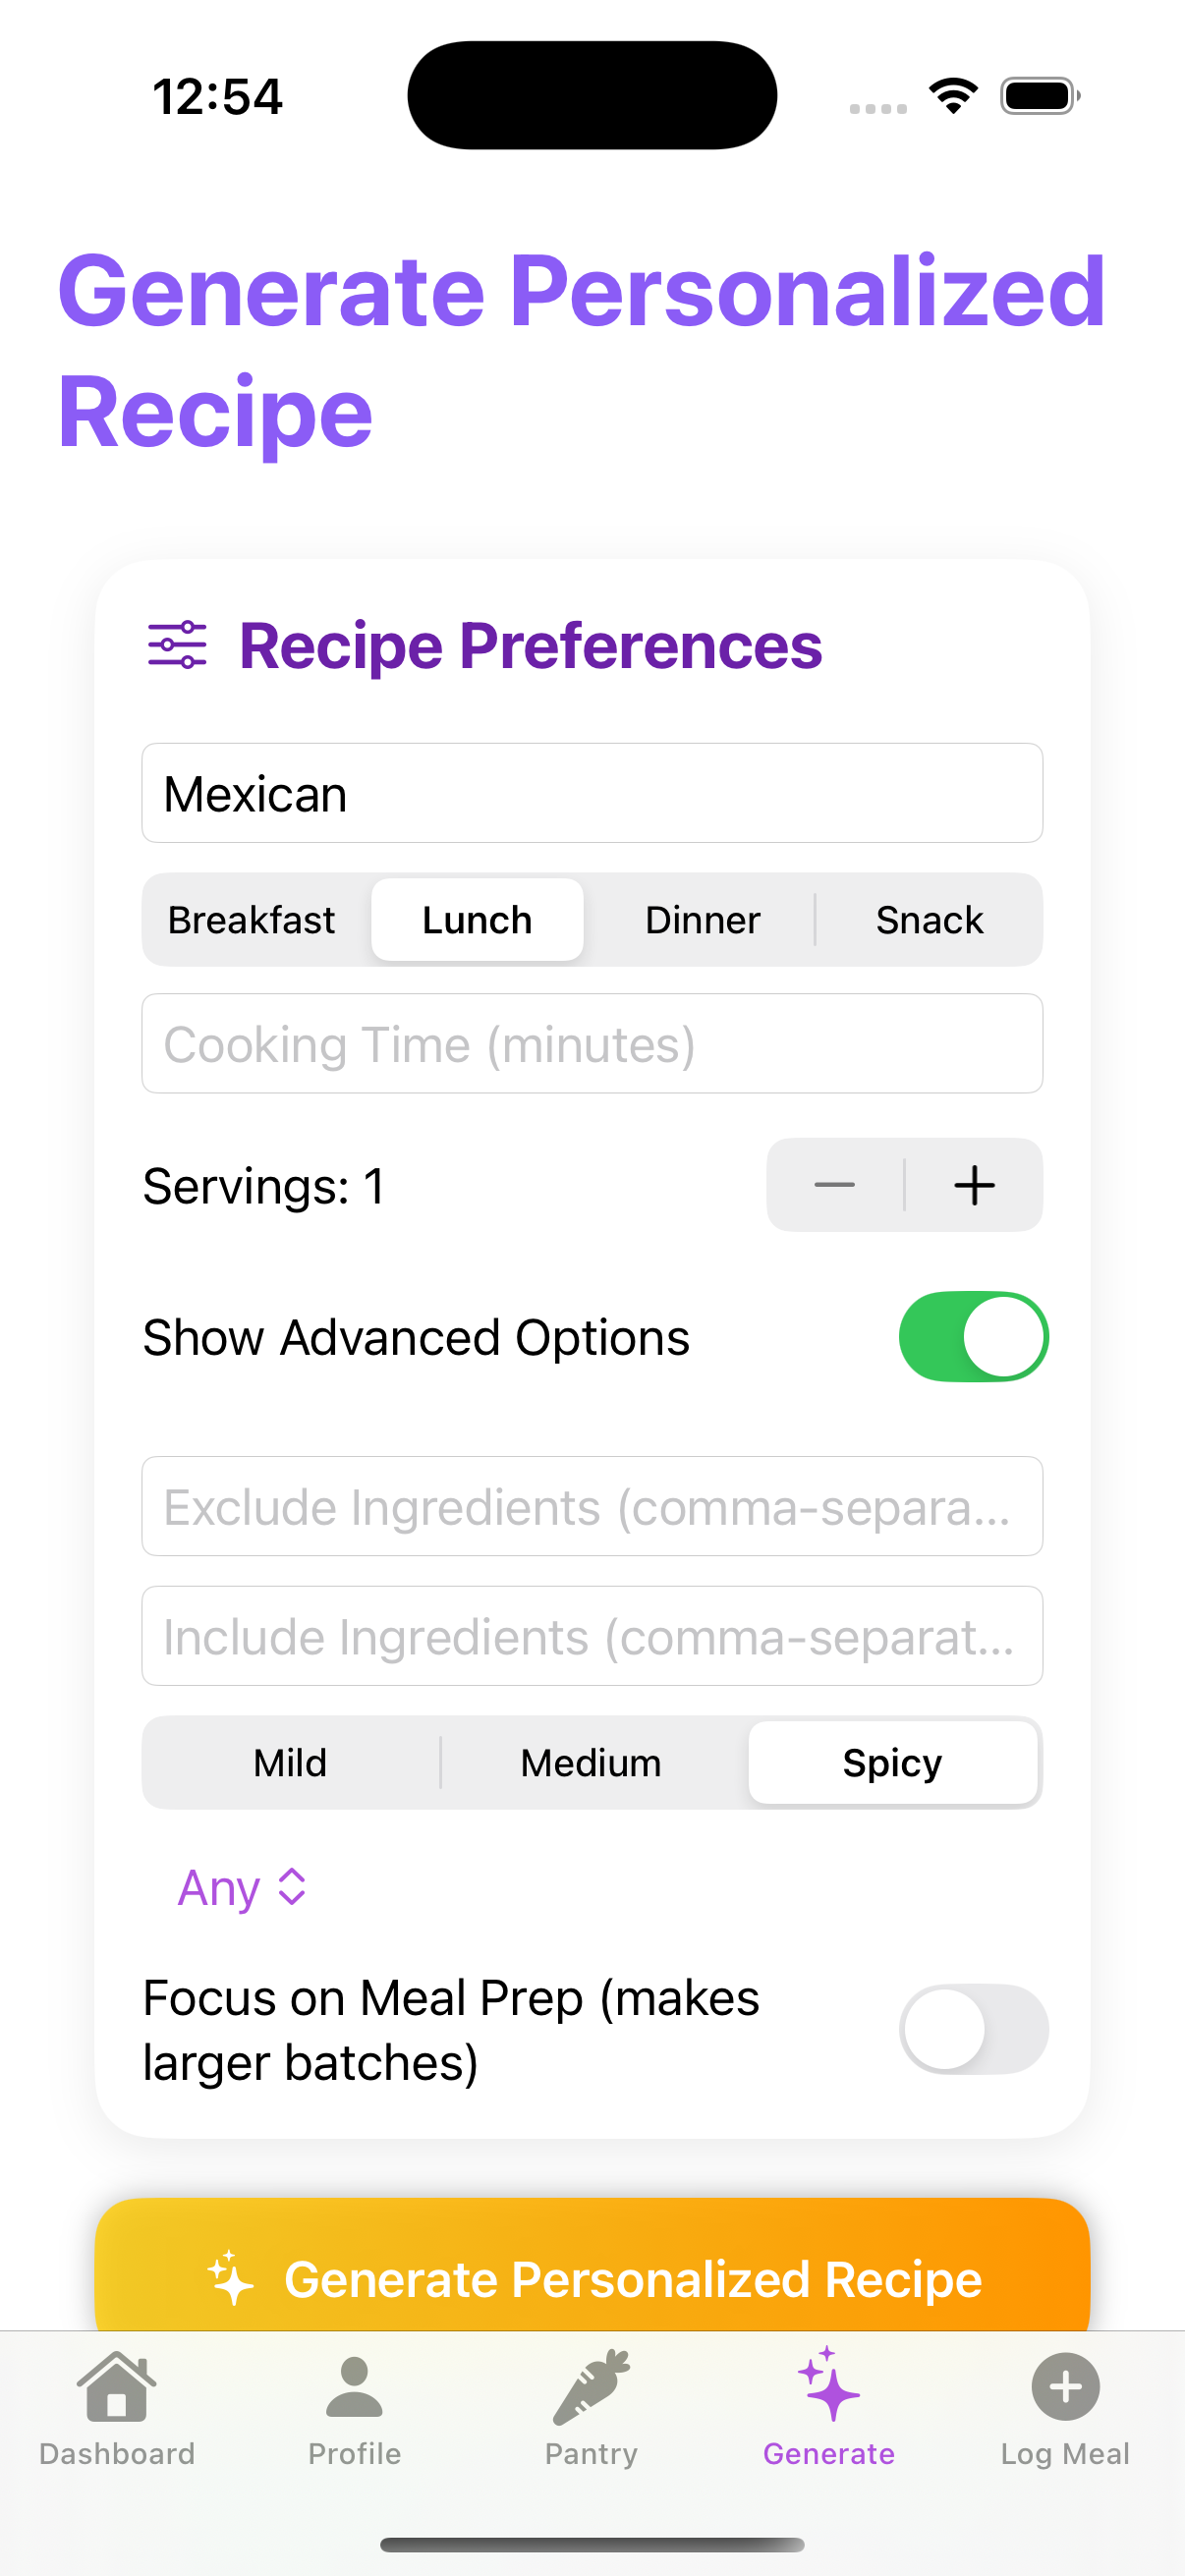 12:54
Generate Personalized
Recipe
Recipe Preferences
Mexican
Breakfast Lunch Dinner Snack
Cooking Time (minutes)
Servings: 1
Show Advanced Options
Exclude Ingredients (comma-separa...
Include Ingredients (comma-separat...
Mild Medium Spicy
Any
Focus on Meal Prep (makes
larger batches)
Generate Personalized Recipe
Dashboard Profile Pantry Generate Log Meal